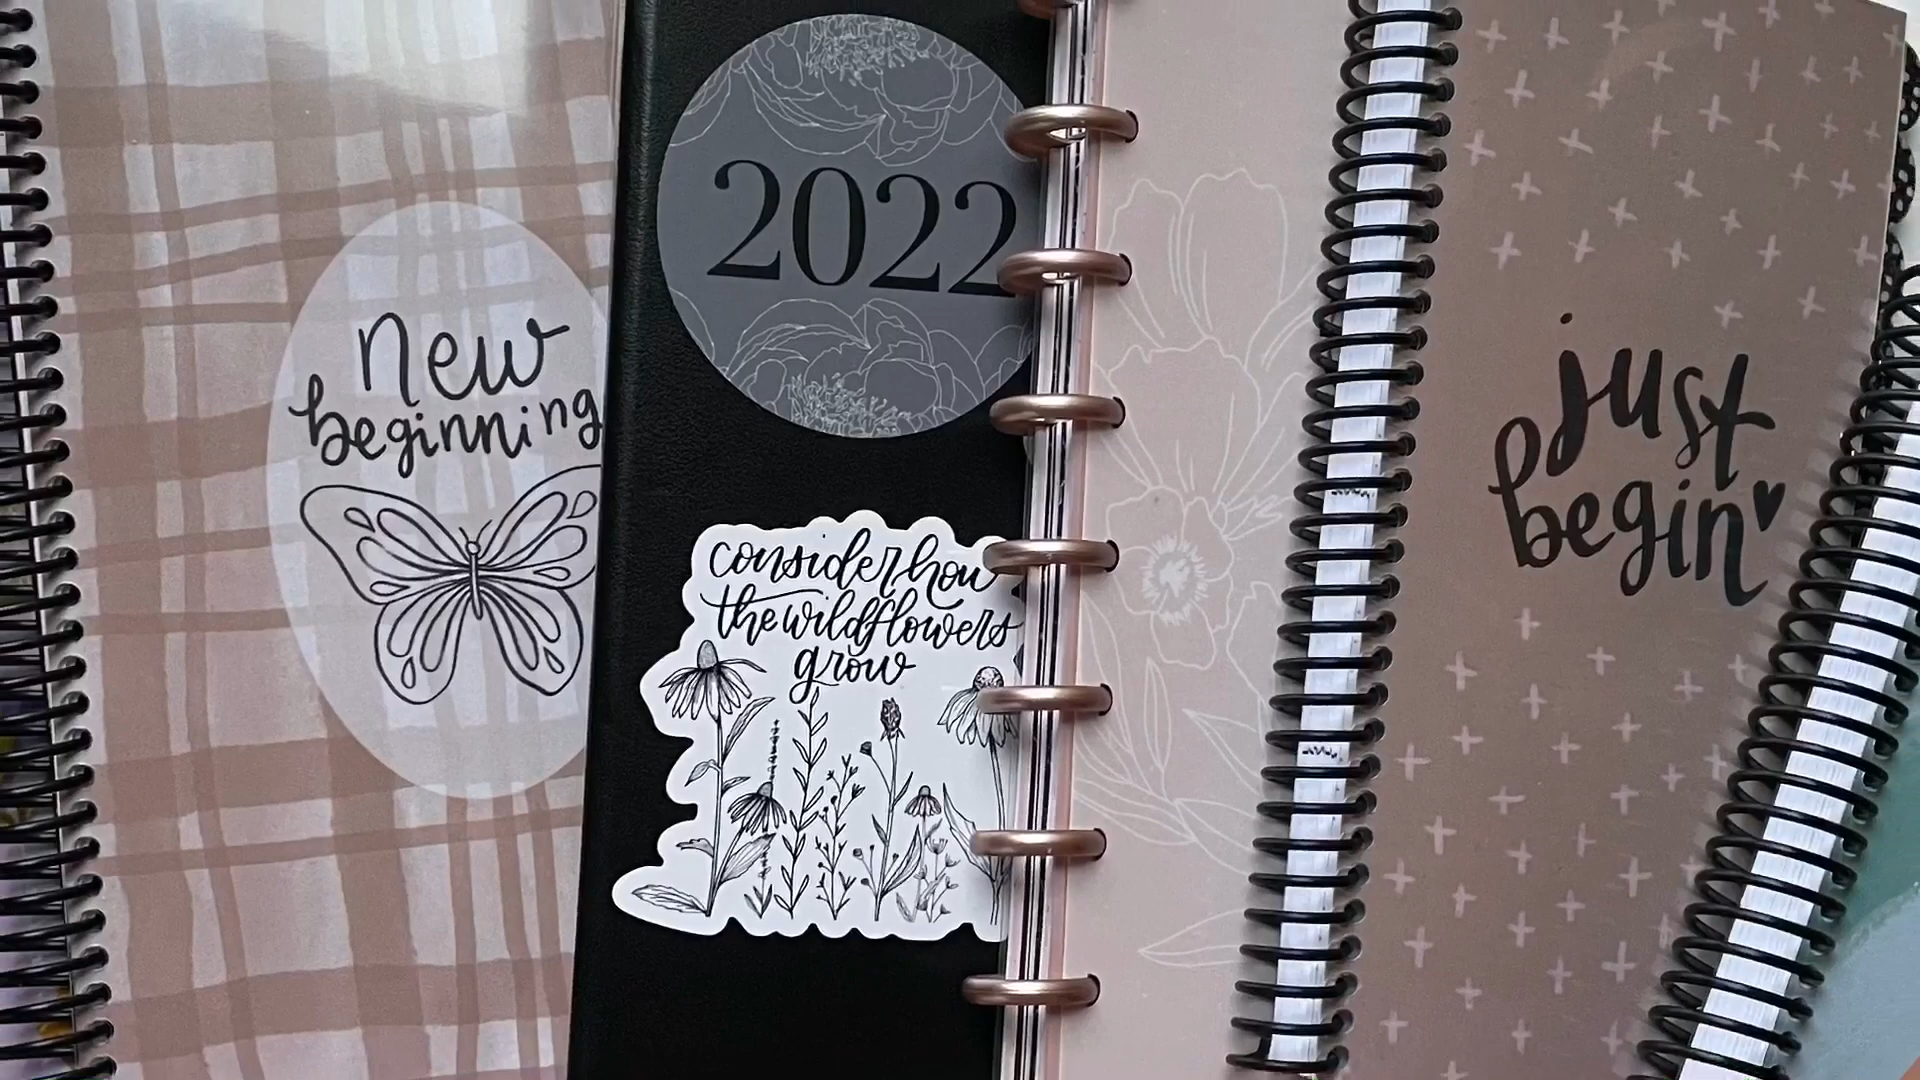 new
beginning
2022
consider how
the wildflowers
grow
just
begin